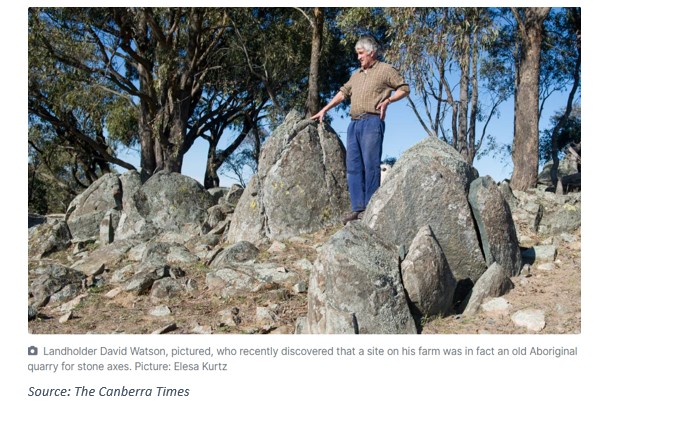 Landholder David Watson, pictured, who recently discovered that a site on his farm was in fact an old Aboriginal
quarry for stone axes. Picture: Elesa Kurtz
Source: The Canberra Times